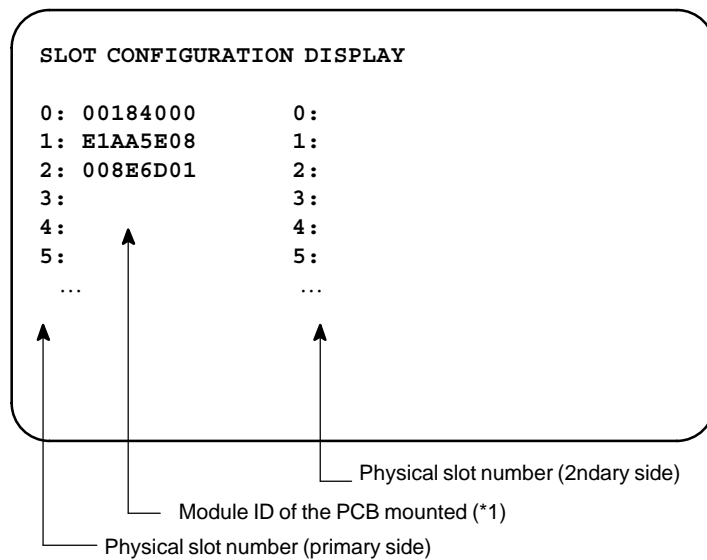 SLOT CONFIGURATION DISPLAY
0: 00184000 0:
1: E1AA5E08 1:
2: 008E6D01 2:
3: 3:
4: 4:
5: 5:
... ...
Physical slot number (2ndary side)
Module ID of the PCB mounted (*1)
Physical slot number (primary side)